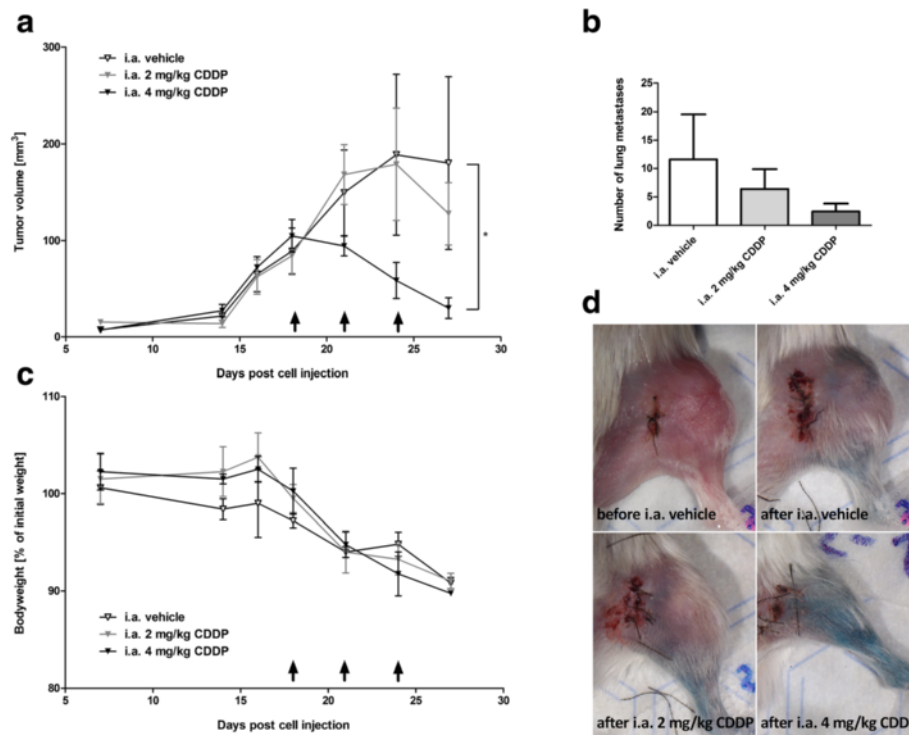 a
i.a. vehicle
i.a. 2 mg/kg CDDP
i.a. 4 mg/kg CDDP
Tumor volume [mm³]
300
200
100
0
*
5
10
15
20
25
30
Days post cell injection
b
Number of lung metastases
25
20
15
10
5
0
i.a. vehicle
i.a. 2 mg/kg CDDP
i.a. 4 mg/kg CDDP
c
Bodyweight [% of initial weight]
110
100
90
80
i.a. vehicle
i.a. 2 mg/kg CDDP
i.a. 4 mg/kg CDDP
5
10
15
20
25
30
Days post cell injection
d
before i.a. vehicle
after i.a. vehicle
after i.a. 2 mg/kg CDDP
after i.a. 4 mg/kg CDD